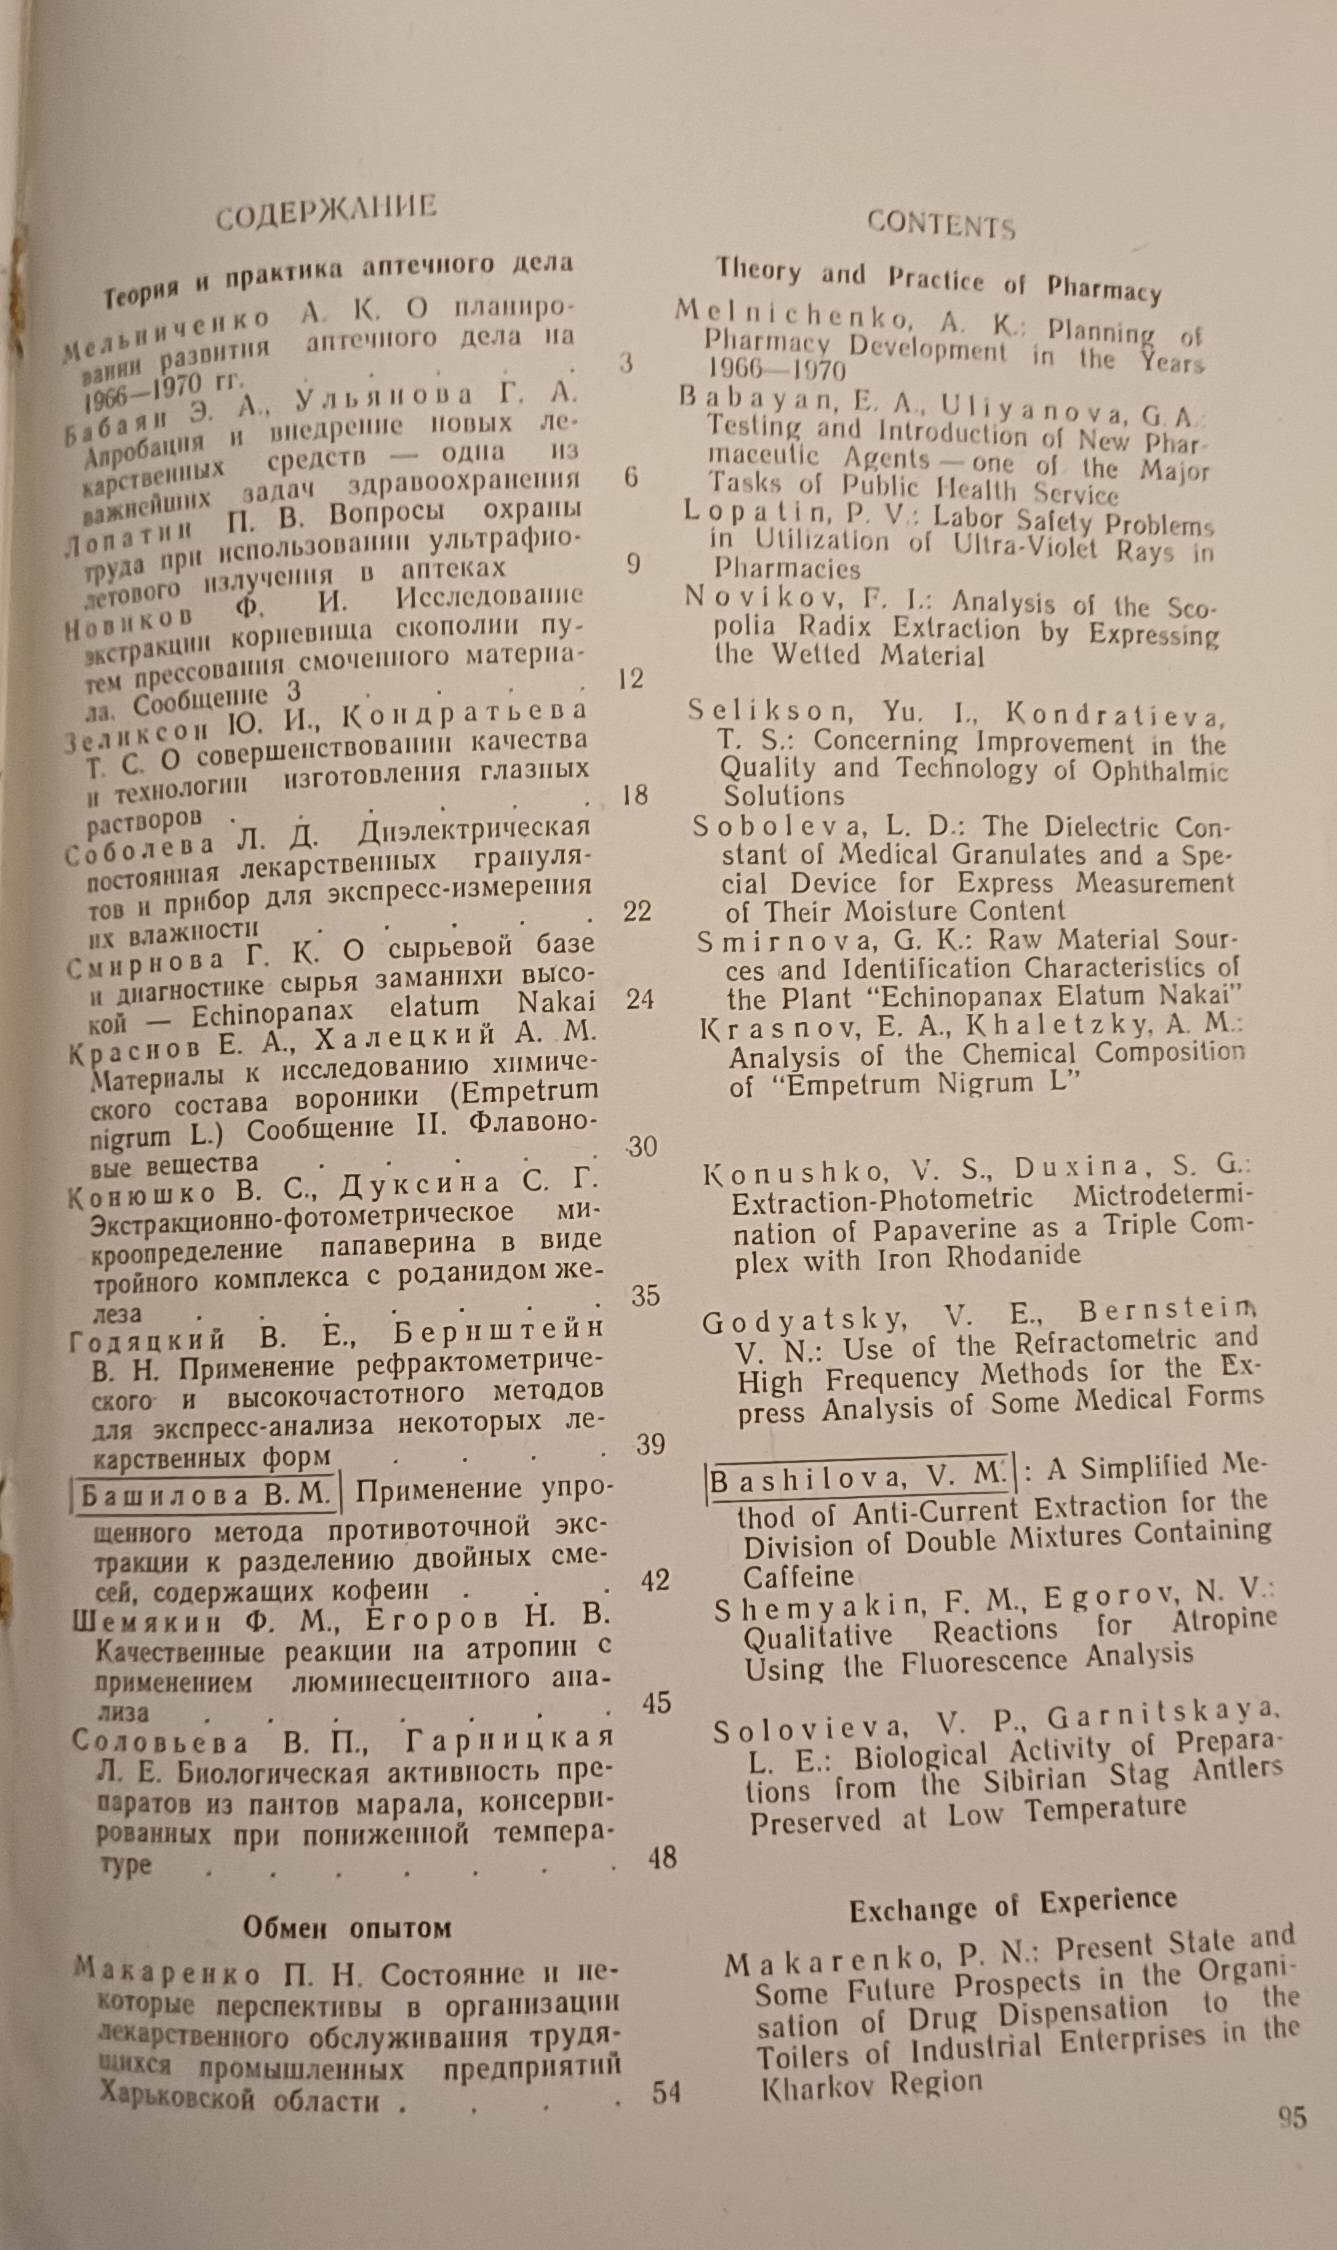 СОДЕРЖАНИЕ
Теория и практика аптечного дела
Мельниченко А. К. О планиро-
вании развития аптечного дела на
1966—1970 гг. . . . . . 3
Бабаян Э. А., Ульянова Г. А.
Апробация и внедрение новых ле-
карственных средств — одна из
важнейших задач здравоохранения 6
Лопатин П. В. Вопросы охраны
труда при использовании ультрафио-
летового излучения в аптеках 9
Новиков Ф. И. Исследование
экстракции корневища скополии пу-
тем прессования смоченного материа-
ла. Сообщение 3 . . . . 12
Зеликсон Ю. И., Кондратьева
Т. С. О совершенствовании качества
и технологии изготовления глазных
растворов . . . . . . 18
Соболева Л. Д. Диэлектрическая
постоянная лекарственных грануля-
тов и прибор для экспресс-измерения
их влажности . . . . . 22
Смирнова Г. К. О сырьевой базе
и диагностике сырья заманихи высо-
кой — Echinopanax elatum Nakai 24
Краснов Е. А., Халецкий А. М.
Материалы к исследованию химиче-
ского состава вороники (Empetrum
nigrum L.) Сообщение II. Флавоно-
вые вещества . . . . . 30
Конюшко В. С., Дуксина С. Г.
Экстракционно-фотометрическое ми-
кроопределение папаверина в виде
тройного комплекса с роданидом же-
леза . . . . . . . 35
Годяцкий В. Е., Бернштейн
В. Н. Применение рефрактометриче-
ского и высокочастотного методов
для экспресс-анализа некоторых ле-
карственных форм . . . . 39
Башилова В. М. Применение упро-
щенного метода противоточной экс-
тракции к разделению двойных сме-
сей, содержащих кофеин . . . 42
Шемякин Ф. М., Егоров Н. В.
Качественные реакции на атропин с
применением люминесцентного ана-
лиза . . . . . . . 45
Соловьева В. П., Гарницкая
Л. Е. Биологическая активность пре-
паратов из пантов марала, консерви-
рованных при пониженной темпера-
туре . . . . . . . 48
Обмен опытом
Макаренко П. Н. Состояние и не-
которые перспективы в организации
лекарственного обслуживания трудя-
щихся промышленных предприятий
Харьковской области . . . . 54
CONTENTS
Theory and Practice of Pharmacy
Melnichenko, A. K.: Planning of
Pharmacy Development in the Years
1966—1970
Babayan, E. A., Uliyanova, G. A.:
Testing and Introduction of New Phar-
maceutic Agents — one of the Major
Tasks of Public Health Service
Lopatin, P. V.: Labor Safety Problems
in Utilization of Ultra-Violet Rays in
Pharmacies
Novikov, F. I.: Analysis of the Sco-
polia Radix Extraction by Expressing
the Wetted Material
Selikson, Yu. I., Kondratieva,
T. S.: Concerning Improvement in the
Quality and Technology of Ophthalmic
Solutions
Soboleva, L. D.: The Dielectric Con-
stant of Medical Granulates and a Spe-
cial Device for Express Measurement
of Their Moisture Content
Smirnova, G. K.: Raw Material Sour-
ces and Identification Characteristics of
the Plant “Echinopanax Elatum Nakai”
Krasnov, E. A., Khaletzky, A. M.:
Analysis of the Chemical Composition
of “Empetrum Nigrum L”
Konushko, V. S., Duxina, S. G.:
Extraction-Photometric Mictrodetermi-
nation of Papaverine as a Triple Com-
plex with Iron Rhodanide
Godyatsky, V. E., Bernstein,
V. N.: Use of the Refractometric and
High Frequency Methods for the Ex-
press Analysis of Some Medical Forms
Bashilova, V. M.: A Simplified Me-
thod of Anti-Current Extraction for the
Division of Double Mixtures Containing
Caffeine
Shemyakin, F. M., Egorov, N. V.:
Qualitative Reactions for Atropine
Using the Fluorescence Analysis
Solovieva, V. P., Garnitskaya,
L. E.: Biological Activity of Prepara-
tions from the Sibirian Stag Antlers
Preserved at Low Temperature
Exchange of Experience
Makarenko, P. N.: Present State and
Some Future Prospects in the Organi-
sation of Drug Dispensation to the
Toilers of Industrial Enterprises in the
Kharkov Region
95